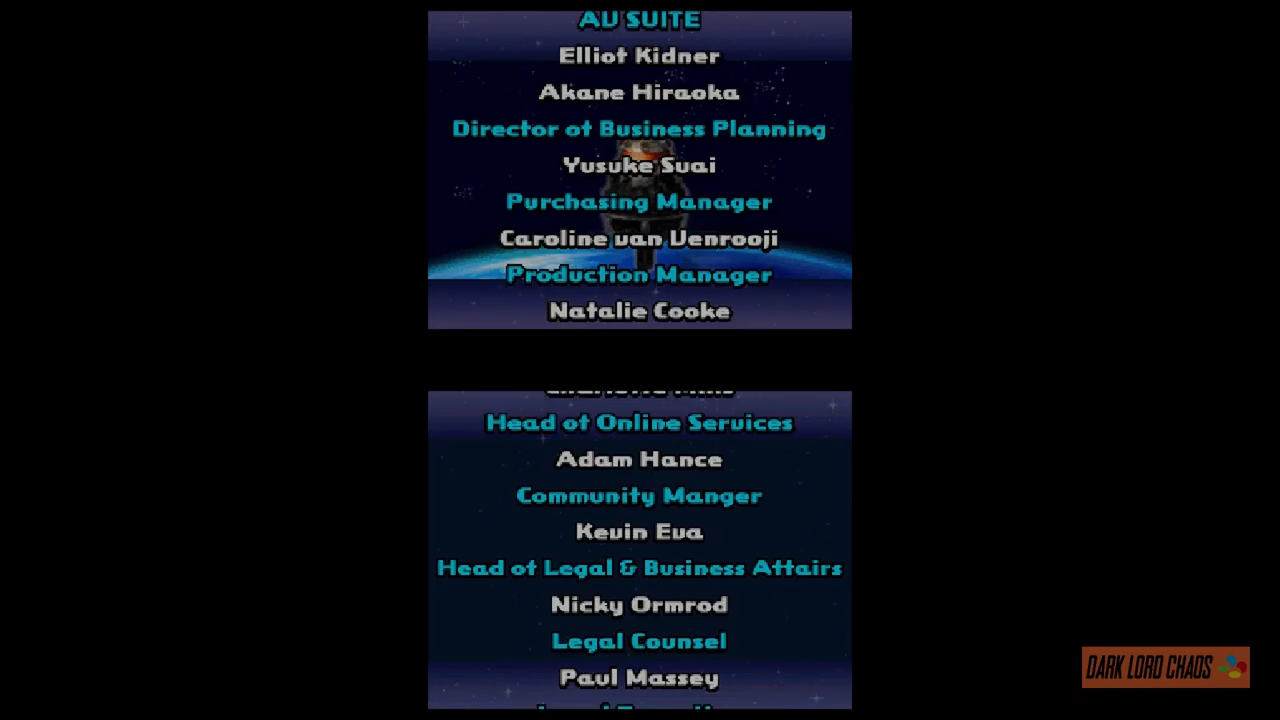 AV SUITE
Elliot Kidner
Akane Hiraoka
Director of Business Planning
Yusuke Suai
Purchasing Manager
Caroline van Venrooji
Production Manager
Natalie Cooke
Head of Online Services
Adam Hance
Community Manger
Kevin Eva
Head of Legal & Business Affairs
Nicky Ormrod
Legal Counsel
Paul Massey
DARK LORD CHAOS